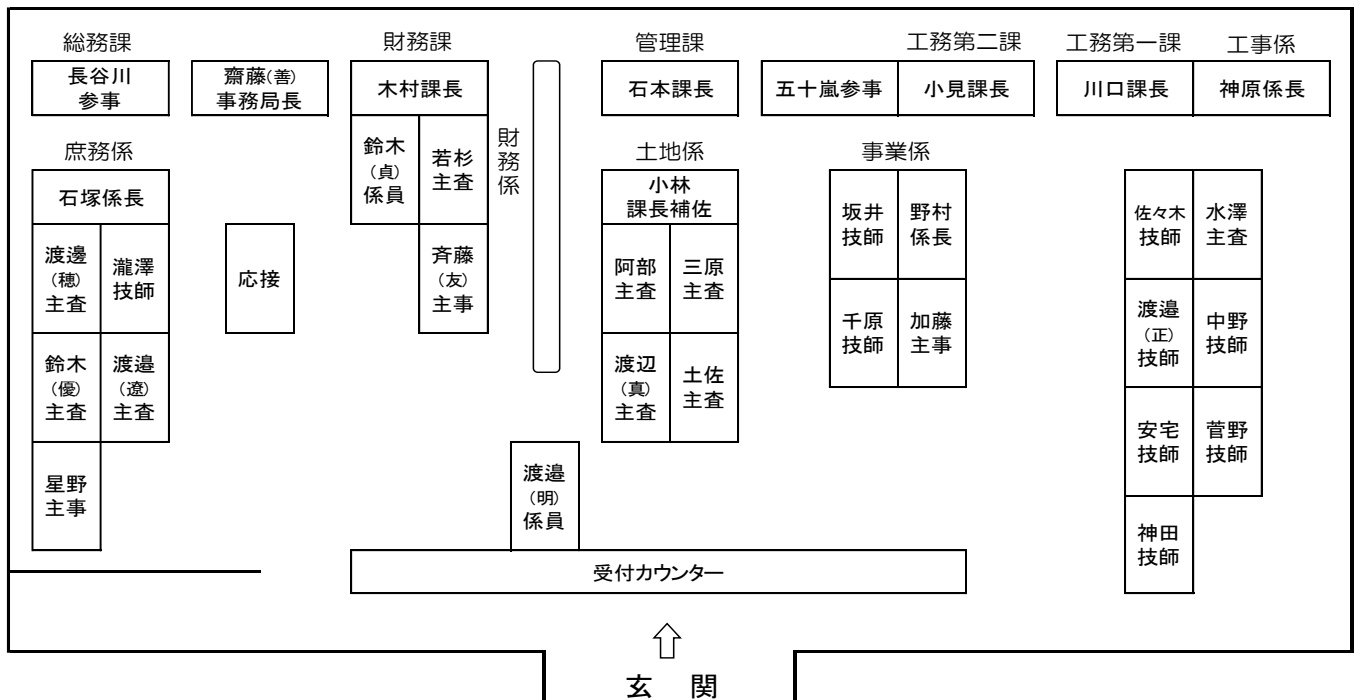 総務課
長谷川
参事
齋藤(善)
事務局長
財務課
木村課長
鈴木
(貞)
係員
若杉
主査
斉藤
(友)
主事
財務係
庶務係
石塚係長
渡邉
(穂)
主査
瀧澤
技師
鈴木
(優)
主査
渡邉
(遼)
主査
星野
主事
応接
管理課
石本課長
土地係
小林
課長補佐
阿部
主査
三原
主査
渡辺
(真)
主査
土佐
主査
渡邉
(明)
係員
工務第二課
五十嵐参事
小見課長
事業係
坂井
技師
野村
係長
千原
技師
加藤
主事
工務第一課
川口課長
工事係
神原係長
佐々木
技師
水澤
主査
渡邉
(正)
技師
中野
技師
安宅
技師
菅野
技師
神田
技師
受付カウンター
玄 関